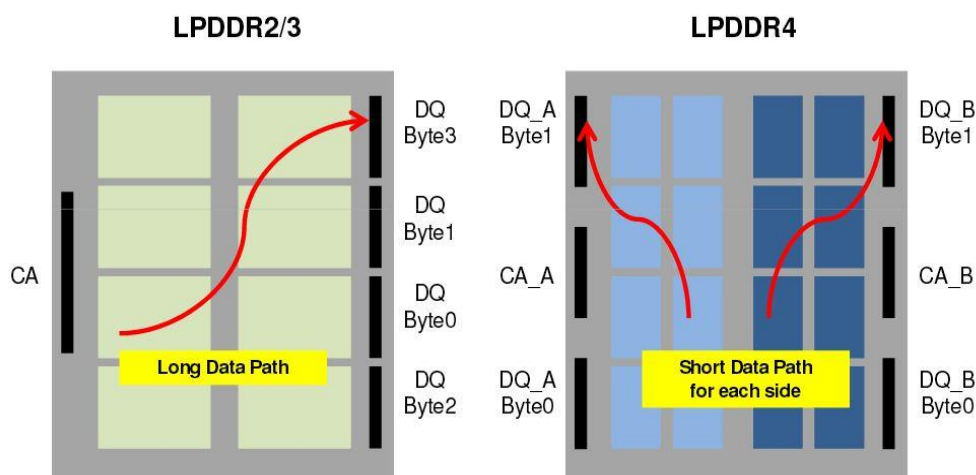 LPDDR2/3
CA
DQ
Byte3
DQ
Byte1
DQ
Byte0
DQ
Byte2
Long Data Path
LPDDR4
DQ_A
Byte1
CA_A
DQ_A
Byte0
DQ_B
Byte1
CA_B
DQ_B
Byte0
Short Data Path
for each side